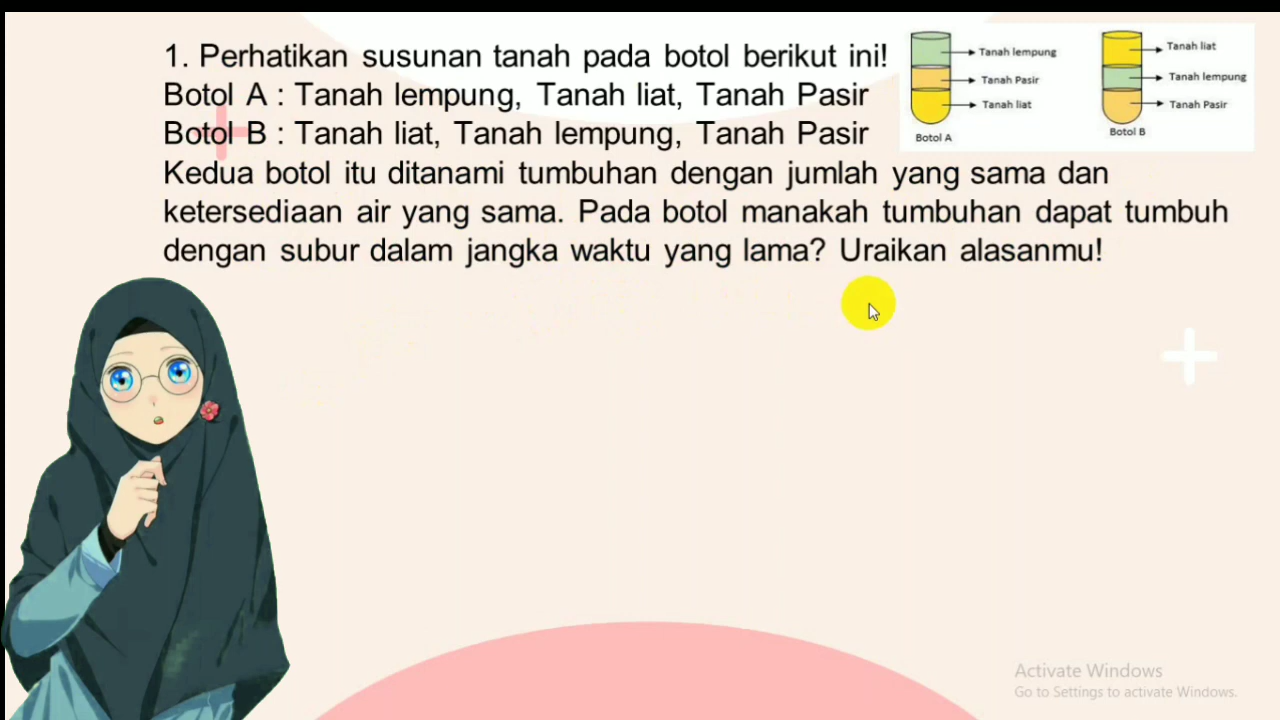 1. Perhatikan susunan tanah pada botol berikut ini!
Botol A : Tanah lempung, Tanah liat, Tanah Pasir
Botol B : Tanah liat, Tanah lempung, Tanah Pasir
Kedua botol itu ditanami tumbuhan dengan jumlah yang sama dan
ketersediaan air yang sama. Pada botol manakah tumbuhan dapat tumbuh
dengan subur dalam jangka waktu yang lama? Uraikan alasanmu!
Tanah lempung
Tanah Pasir
Tanah liat
Botol A
Tanah liat
Tanah lempung
Tanah Pasir
Botol B
Activate Windows
Go to Settings to activate Windows.